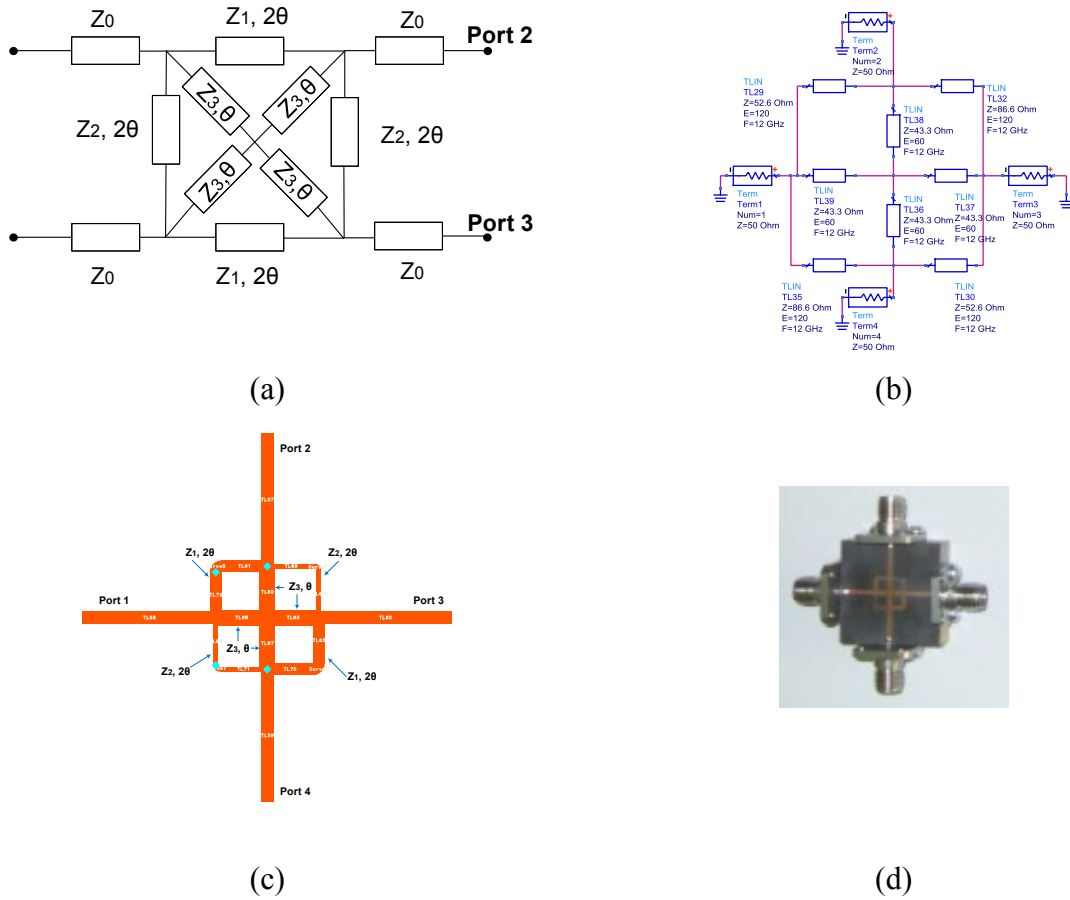 Z0
Z1, 2θ
Z0
Port 2
Z3,θ
Z3,θ
Z2, 2θ
Z2, 2θ
Z3,θ
Z3,θ
Port 3
Z0
Z1, 2θ
Z0
(a)
Term
Term2
Num=2
Z=50 Ohm
TLIN
TL29
Z=52.6 Ohm
E=120
F=12 GHz
TLIN
TL32
Z=86.6 Ohm
E=120
F=12 GHz
TLIN
TL38
Z=43.3 Ohm
E=60
F=12 GHz
Term
Term1
Num=1
Z=50 Ohm
TLIN
TL39
Z=43.3 Ohm
E=60
F=12 GHz
TLIN
TL36
Z=43.3 Ohm
E=60
F=12 GHz
TLIN
TL37
Z=43.3 Ohm
E=60
F=12 GHz
Term
Term3
Num=3
Z=50 Ohm
TLIN
TL35
Z=86.6 Ohm
E=120
F=12 GHz
Term
Term4
Num=4
Z=50 Ohm
TLIN
TL30
Z=52.6 Ohm
E=120
F=12 GHz
(b)
Port 2
Z1, 2θ
Z2, 2θ
Z3, θ
Port 1
Port 3
Z3, θ
Z2, 2θ
Z1, 2θ
Port 4
(c)
(d)